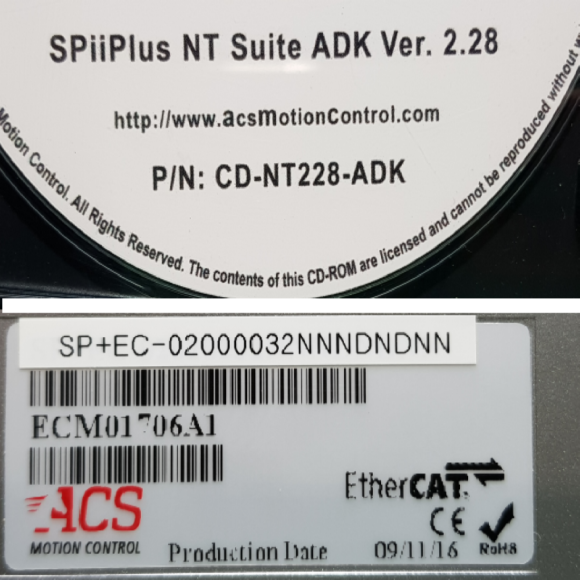 SPiiPlus NT Suite ADK Ver. 2.28
http://www.acsMotionControl.com
P/N: CD-NT228-ADK
Motion Control. All Rights Reserved. The contents of this CD-ROM are licensed and cannot be reproduced without
SP+EC-02000032NNNDNDNN
ECM01706A1
EtherCAT
ACS
CE
MOTION CONTROL
Production Date 09/11/16 RoHS